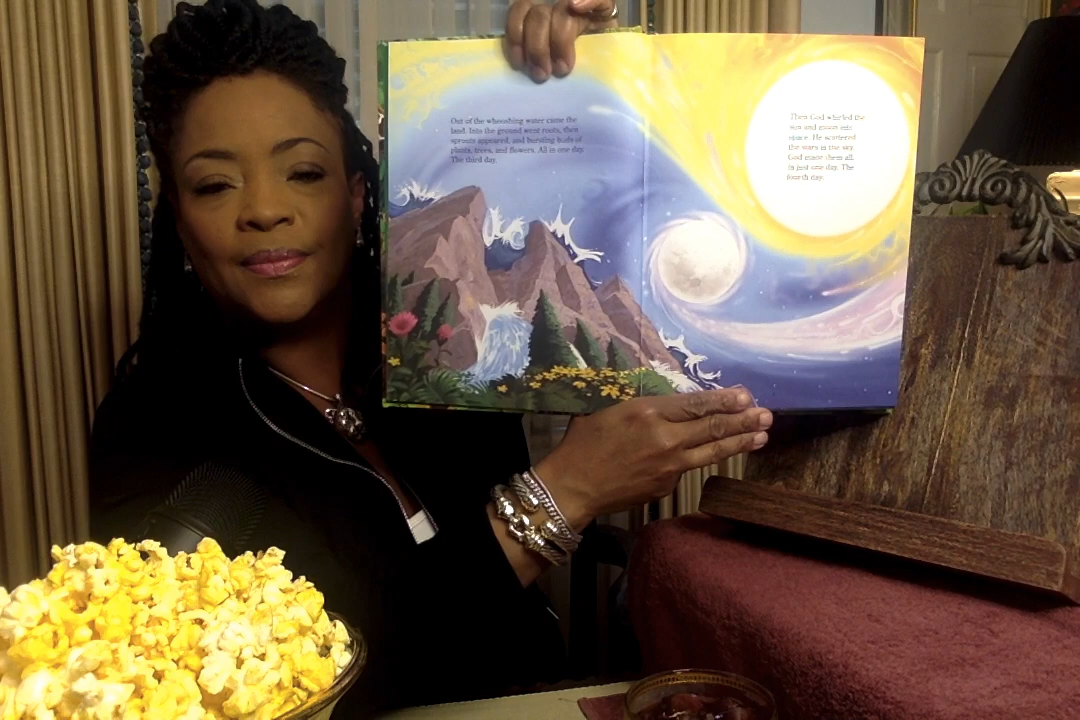 Out of the whooshing water came the
land. Into the ground went roots, then
sprouts appeared, and bursting fruits of
plants, trees, and flowers. All in one day.
The third day.
Then God whirled the
sun and moon into
space. He scattered
the stars in the sky.
God made them all.
In just one day. The
fourth day.